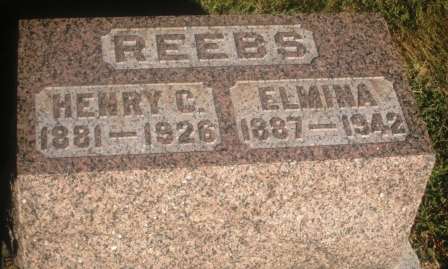 REEBS
HENRY C. ELMINA
1881—1926 1887—1942